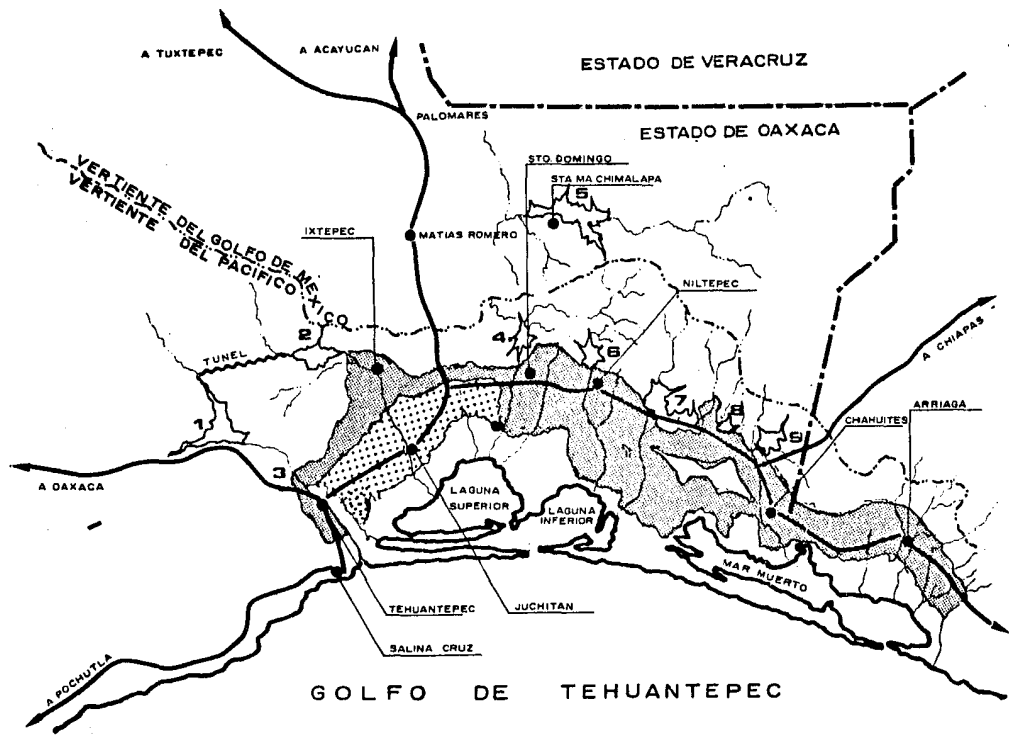 A TUXTEPEC
A ACAYUCAN
ESTADO DE VERACRUZ
PALOMARES
ESTADO DE OAXACA
VERTIENTE DEL GOLFO DE MEXICO
VERTIENTE DEL PACIFICO
STO. DOMINGO
STA MA CHIMALAPA
5
IXTEPEC
MATIAS ROMERO
NILTEPEC
2
TUNEL
4
6
A CHIAPAS
1
7
8
9
CHAHUITES
ARRIAGA
3
A OAXACA
LAGUNA
SUPERIOR
LAGUNA
INFERIOR
MAR MUERTO
TEHUANTEPEC
JUCHITAN
SALINA CRUZ
A POCHUTLA
GOLFO DE TEHUANTEPEC